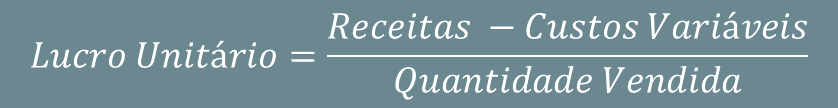 Lucro Unitário = Receitas − Custos Variáveis / Quantidade Vendida